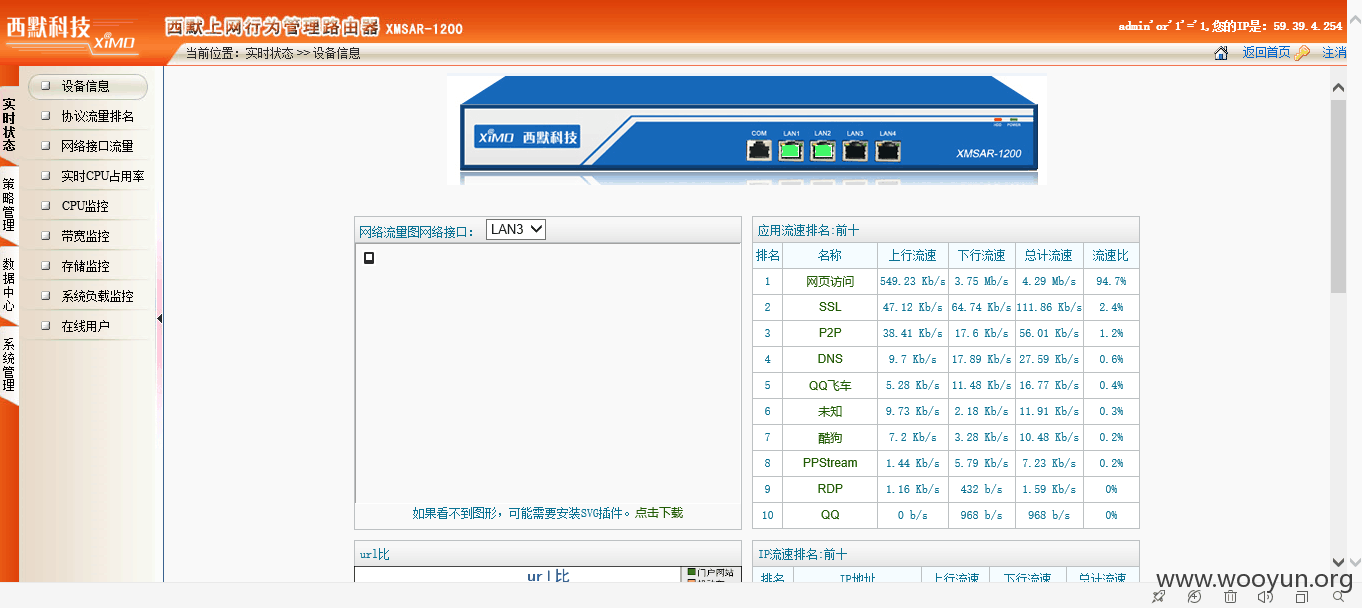 西默科技 XiMO
西默上网行为管理路由器 XMSAR-1200
admin'or'1'='1,您的IP是: 59.39.4.254
当前位置：实时状态 >> 设备信息
返回首页 注消
实时状态
策略管理
数据中心
系统管理
设备信息
协议流量排名
网络接口流量
实时CPU占用率
CPU监控
带宽监控
存储监控
系统负载监控
在线用户
XiMO 西默科技
COM LAN1 LAN2 LAN3 LAN4
HDD POWER
XMSAR-1200
网络流量图网络接口： LAN3
如果看不到图形，可能需要安装SVG插件。点击下载
应用流速排名:前十
排名 名称 上行流速 下行流速 总计流速 流速比
1 网页访问 549.23 Kb/s 3.75 Mb/s 4.29 Mb/s 94.7%
2 SSL 47.12 Kb/s 64.74 Kb/s 111.86 Kb/s 2.4%
3 P2P 38.41 Kb/s 17.6 Kb/s 56.01 Kb/s 1.2%
4 DNS 9.7 Kb/s 17.89 Kb/s 27.59 Kb/s 0.6%
5 QQ飞车 5.28 Kb/s 11.48 Kb/s 16.77 Kb/s 0.4%
6 未知 9.73 Kb/s 2.18 Kb/s 11.91 Kb/s 0.3%
7 酷狗 7.2 Kb/s 3.28 Kb/s 10.48 Kb/s 0.2%
8 PPStream 1.44 Kb/s 5.79 Kb/s 7.23 Kb/s 0.2%
9 RDP 1.16 Kb/s 432 b/s 1.59 Kb/s 0%
10 QQ 0 b/s 968 b/s 968 b/s 0%
url比
url比
门户网站
IP流速排名:前十
排名 IP地址 上行流速 下行流速 总计流速
www.wooyun.org